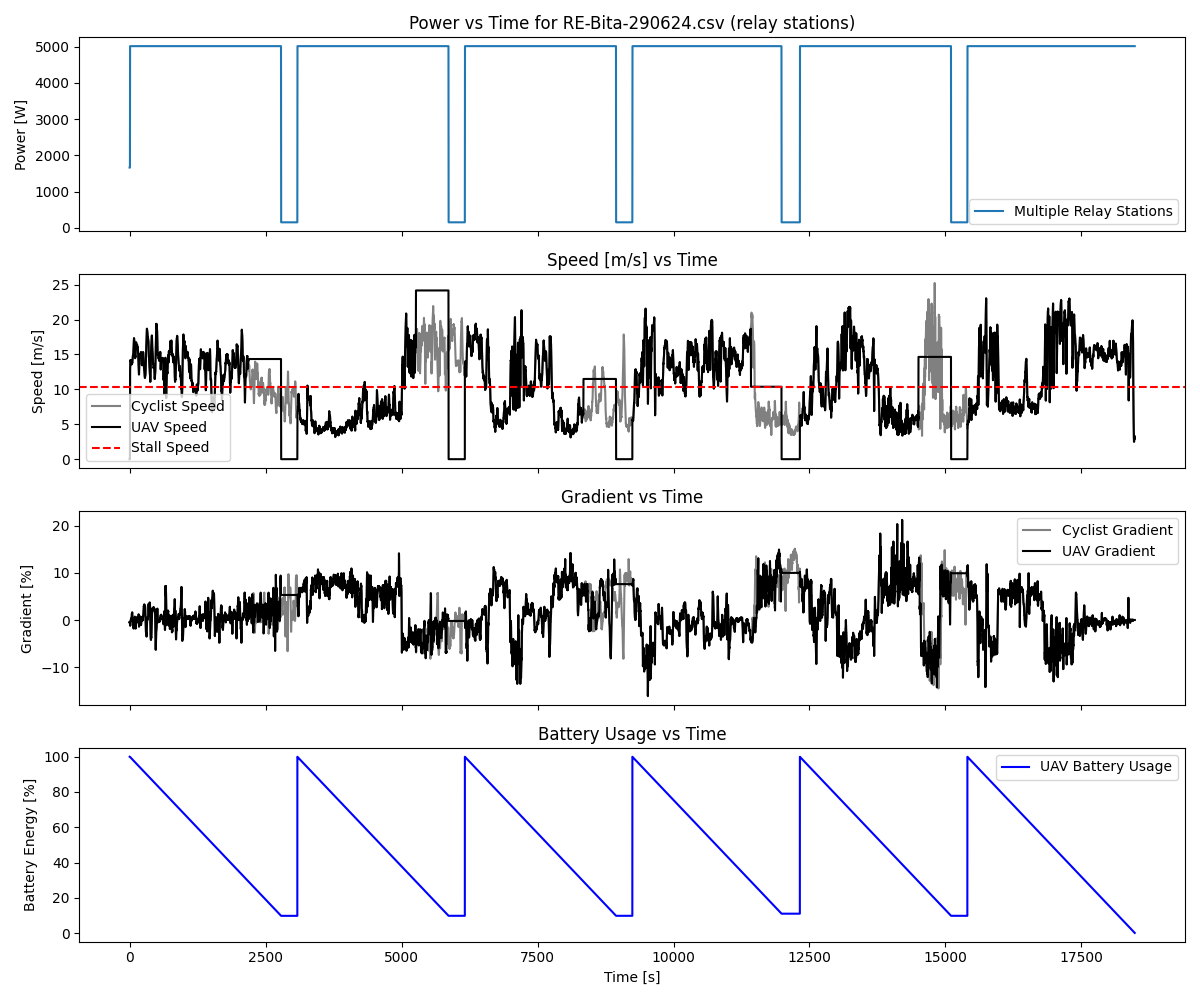 Power vs Time for RE-Bita-290624.csv (relay stations)
5000
4000
3000
2000
1000
0
Power [W]
Multiple Relay Stations
Speed [m/s] vs Time
25
20
15
10
5
0
Speed [m/s]
Cyclist Speed
UAV Speed
Stall Speed
Gradient vs Time
20
10
0
−10
Gradient [%]
Cyclist Gradient
UAV Gradient
Battery Usage vs Time
100
80
60
40
20
0
Battery Energy [%]
UAV Battery Usage
0 2500 5000 7500 10000 12500 15000 17500
Time [s]